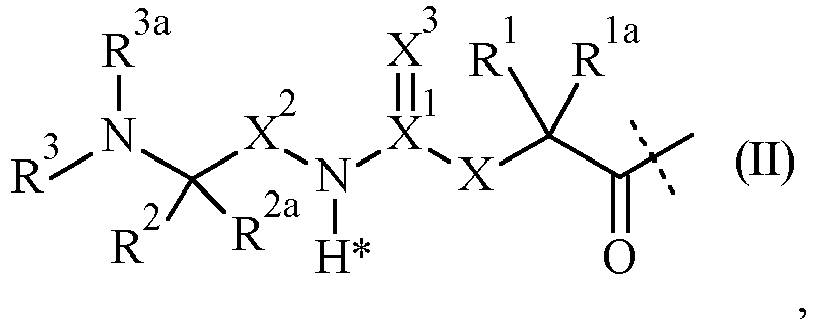 R3a X3 R1 R1a
R3 N X2 N X1 X (II)
R2 R2a H* O
,